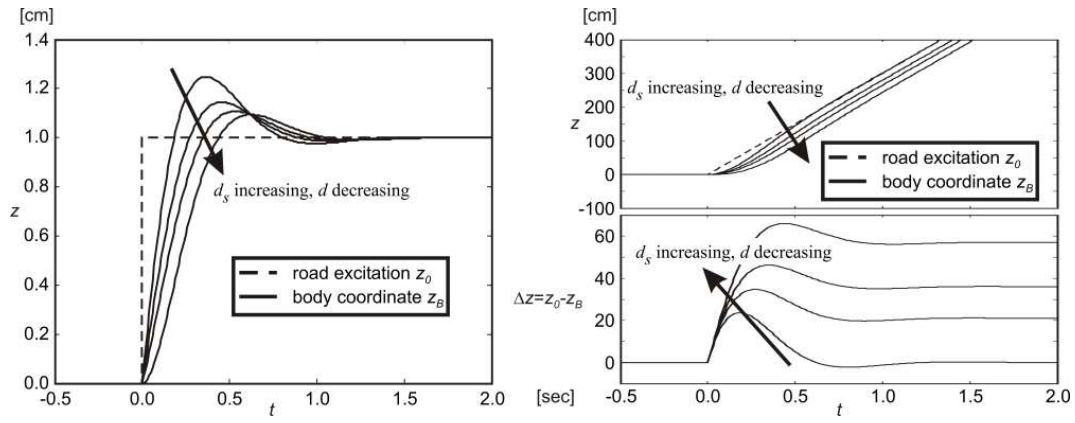 [cm]
1.4
1.2
1.0
0.8
0.6
0.4
0.2
0.0
z
d_s increasing, d decreasing
road excitation z_0
body coordinate z_B
0.0
0.5
1.0
1.5
2.0
t
[cm]
400
300
200
100
0
-100
z
d_s increasing, d decreasing
road excitation z_0
body coordinate z_B
60
40
20
0
Δz=z_0-z_B
d_s increasing, d decreasing
[sec]
-0.5
0.0
0.5
1.0
1.5
2.0
t